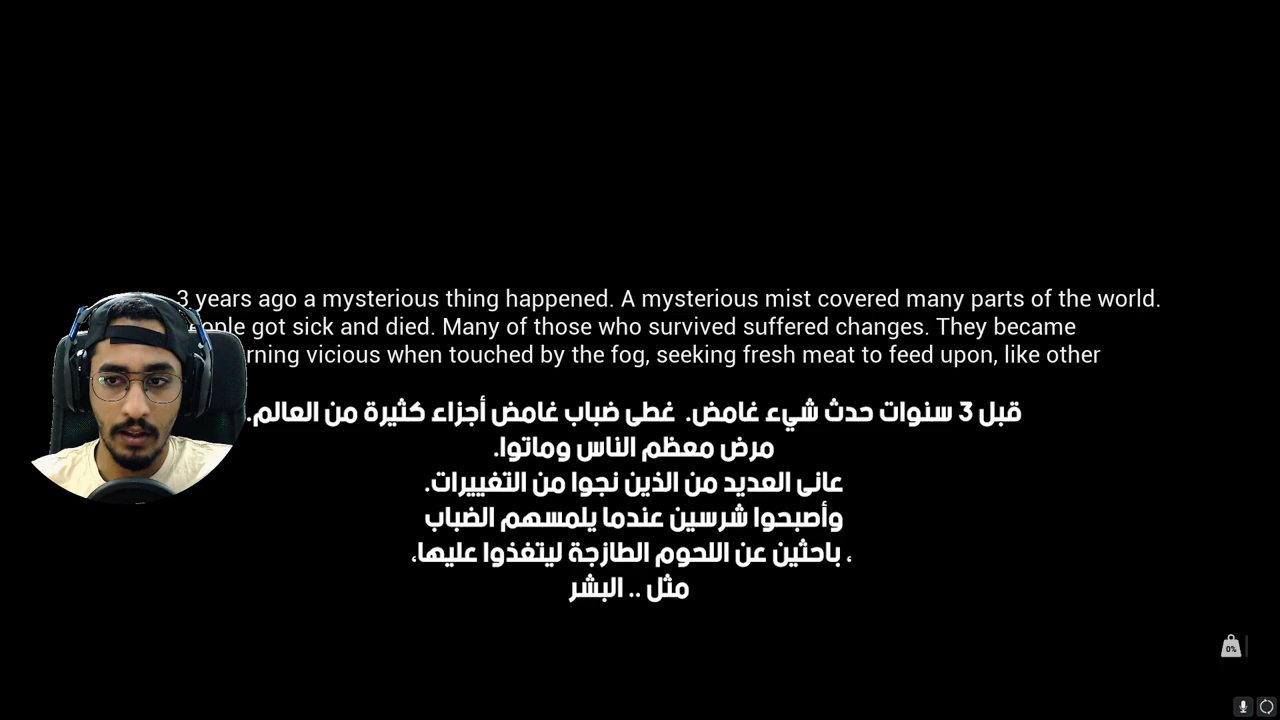 3 years ago a mysterious thing happened. A mysterious mist covered many parts of the world.
got sick and died. Many of those who survived suffered changes. They became
vicious when touched by the fog, seeking fresh meat to feed upon, like other
قبل 3 سنوات حدث شيء غامض. غطى ضباب غامض أجزاء كثيرة من العالم.
مرض معظم الناس وماتوا.
عانى العديد من الذين نجوا من التغييرات.
وأصبحوا شرسين عندما يلمسهم الضباب
، باحثين عن اللحوم الطازجة ليتغذوا عليها،
مثل .. البشر
0%